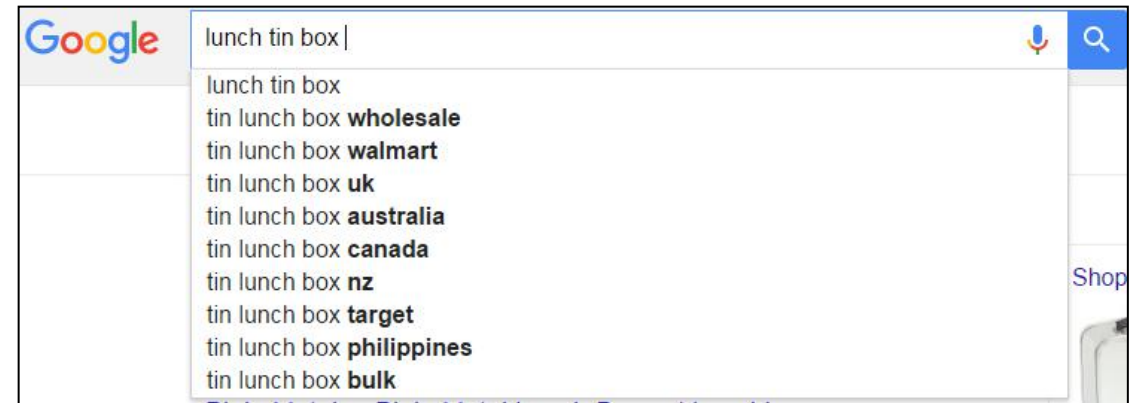 Google
lunch tin box
lunch tin box
tin lunch box wholesale
tin lunch box walmart
tin lunch box uk
tin lunch box australia
tin lunch box canada
tin lunch box nz
tin lunch box target
tin lunch box philippines
tin lunch box bulk
Shop